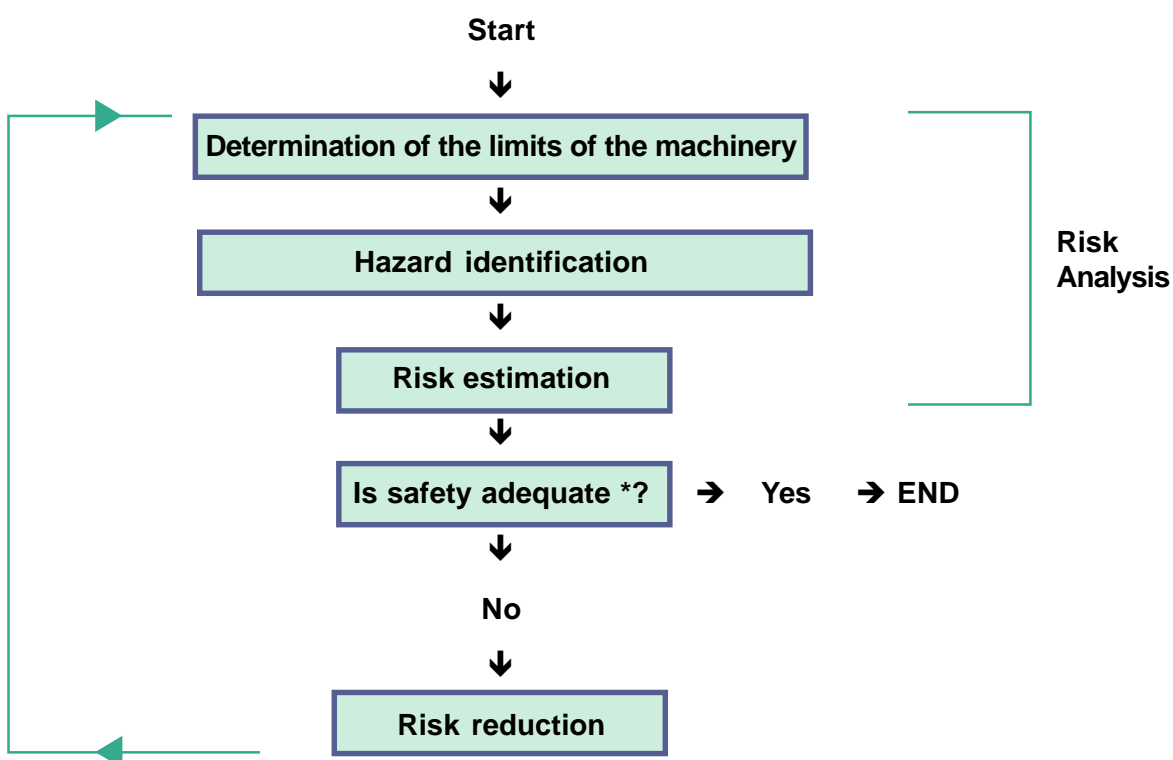 Start
Determination of the limits of the machinery
Hazard identification
Risk
Analysis
Risk estimation
Is safety adequate *?
Yes
END
No
Risk reduction